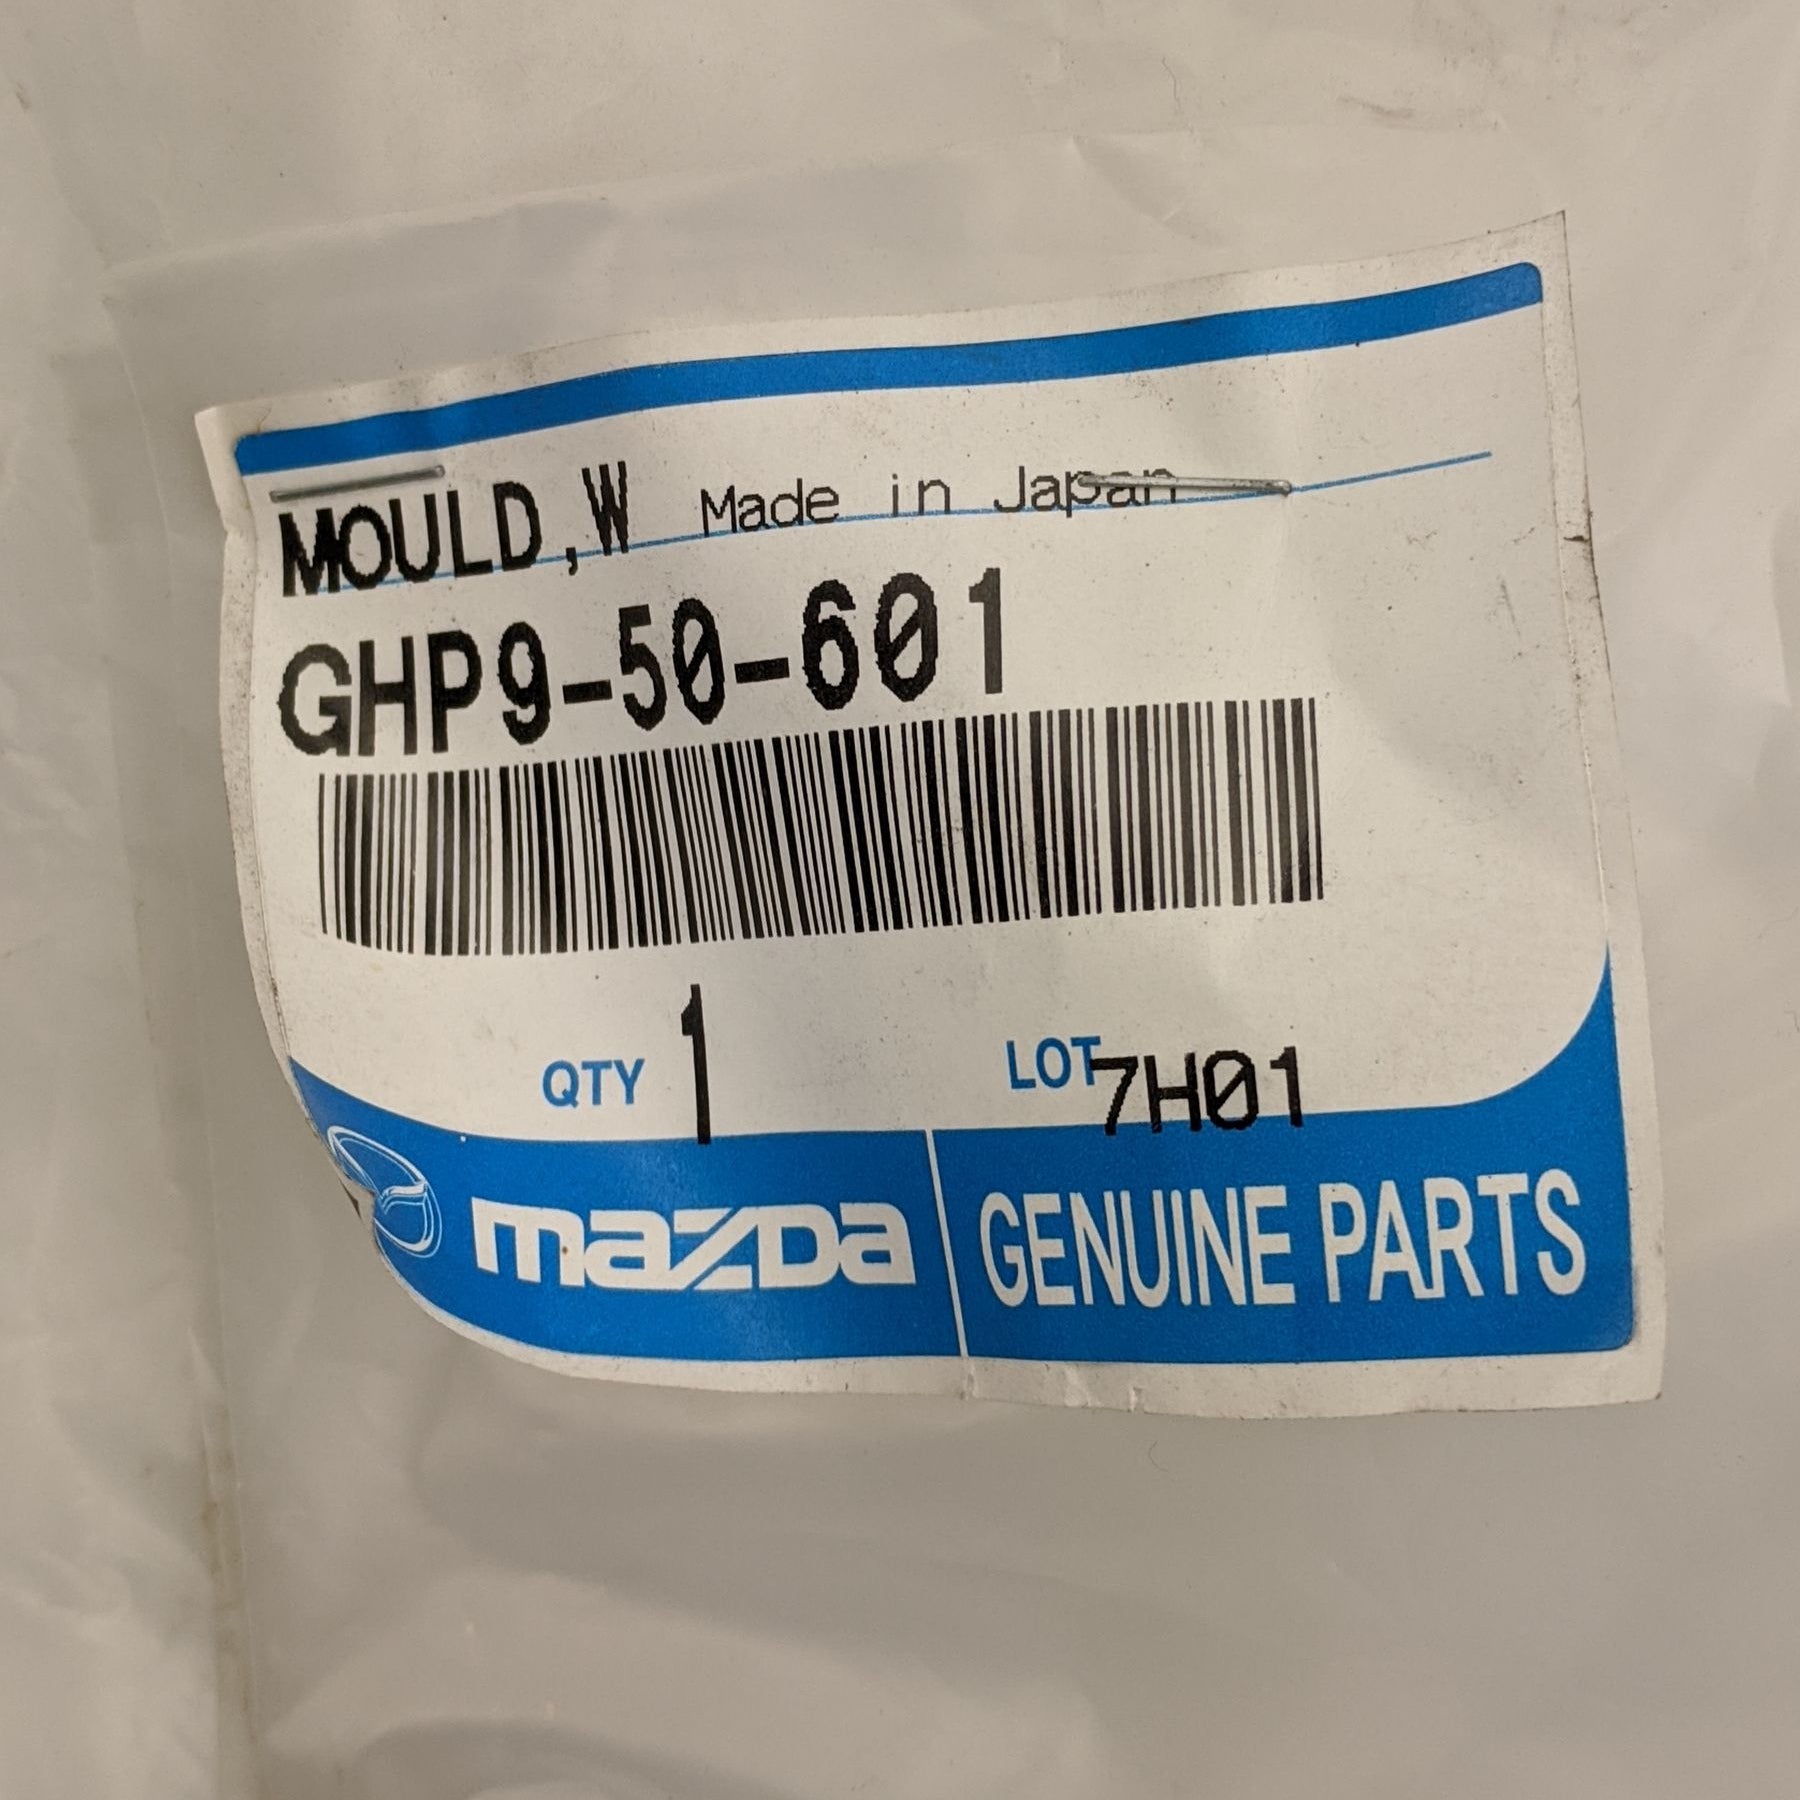 MOULD,W Made in Japan
GHP9-50-601
QTY 1 LOT 7H01
mazda GENUINE PARTS